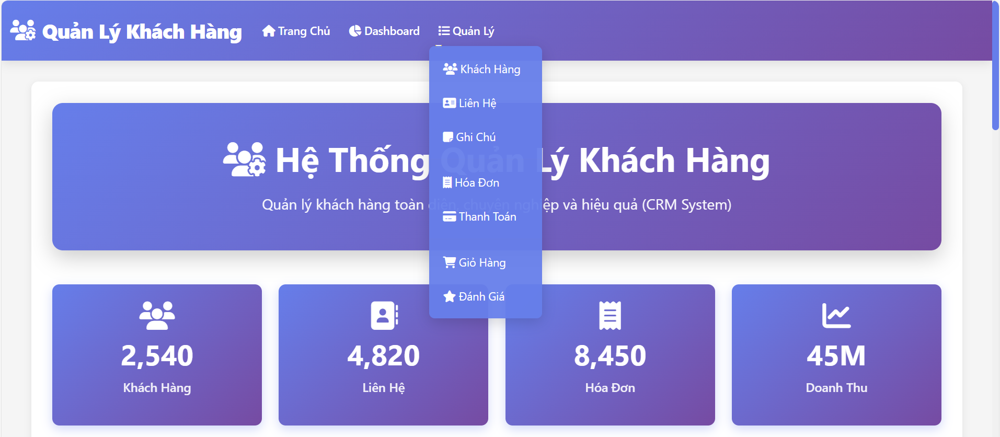 Quản Lý Khách Hàng
Trang Chủ
Dashboard
Quản Lý
Khách Hàng
Liên Hệ
Ghi Chú
Hóa Đơn
Thanh Toán
Giỏ Hàng
Đánh Giá
Hệ Thống Quản Lý Khách Hàng
Quản lý khách hàng toàn diện, chuyên nghiệp và hiệu quả (CRM System)
2,540
Khách Hàng
4,820
Liên Hệ
8,450
Hóa Đơn
45M
Doanh Thu